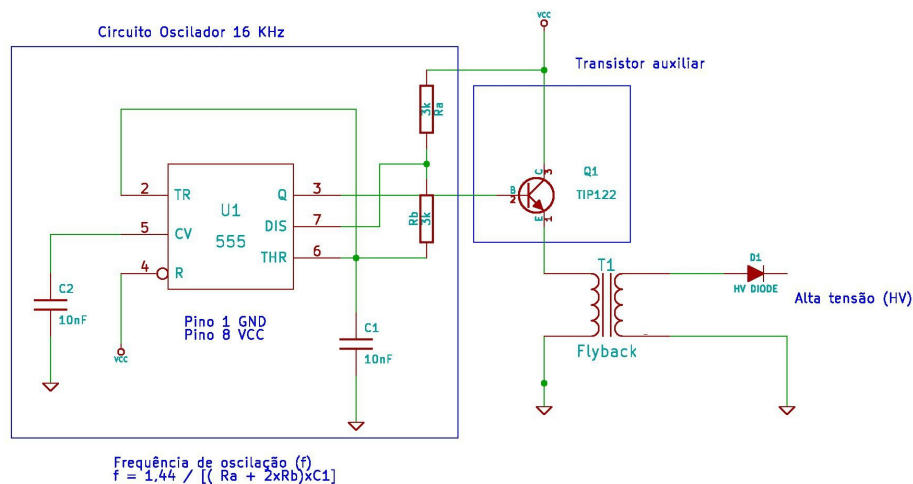 Circuito Oscilador 16 KHz
VCC
Transistor auxiliar
3k
Ra
2
TR
Q
3
U1
555
DIS
7
5
CV
THR
6
4
R
Rb
3k
B
2
C
3
E
1
Q1
TIP122
C2
10nF
VCC
Pino 1 GND
Pino 8 VCC
C1
10nF
T1
Flyback
D1
HV DIODE
Alta tensão (HV)
Frequência de oscilação (f)
f = 1,44 / [( Ra + 2xRb)xC1]